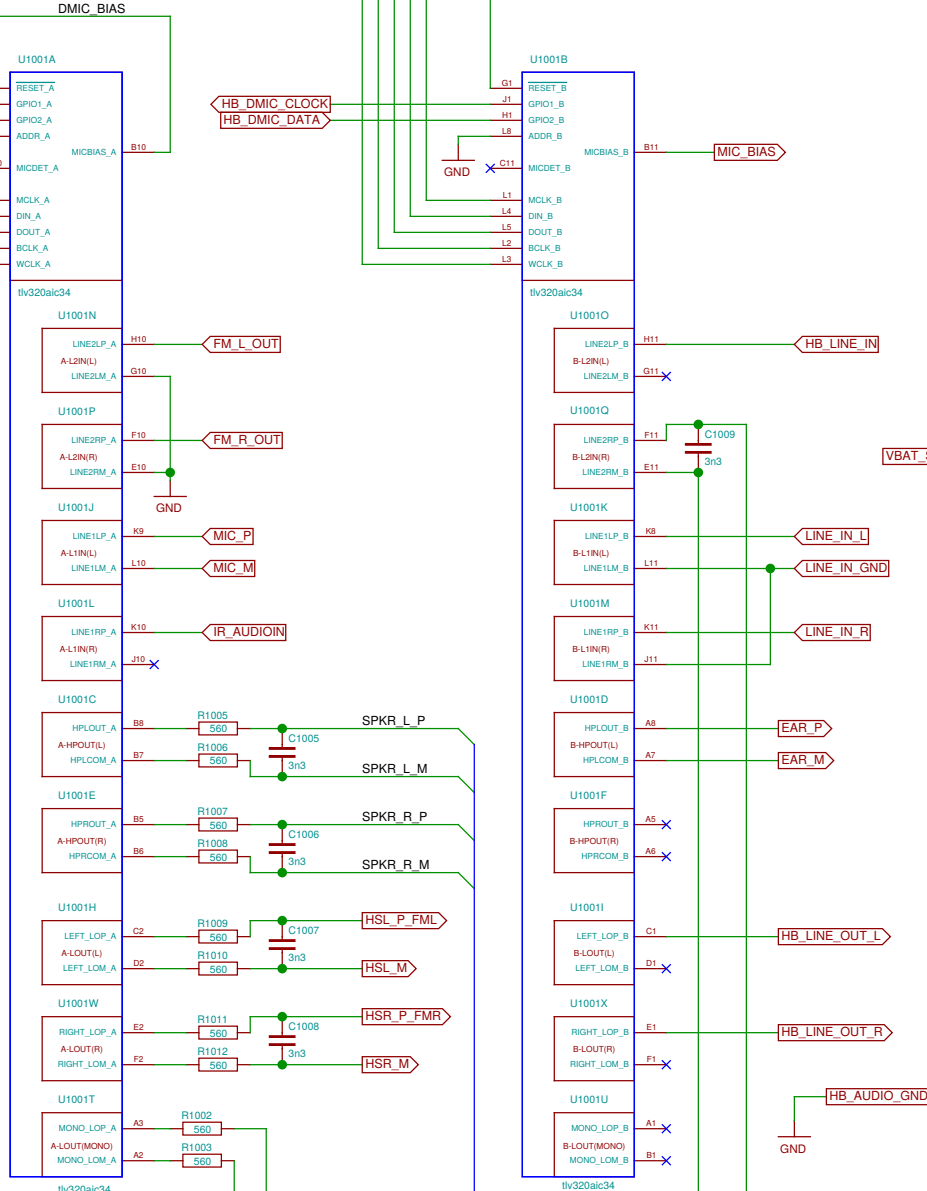 DMIC_BIAS
U1001A
RESET_A
GPIO1_A
GPIO2_A
ADDR_A
MICBIAS_A
B10
MICDET_A
MCLK_A
DIN_A
DOUT_A
BCLK_A
WCLK_A
tlv320aic34
U1001N
LINE2LP_A
H10
FM_L_OUT
A-L2IN(L)
LINE2LM_A
G10
U1001P
LINE2RP_A
F10
FM_R_OUT
A-L2IN(R)
LINE2RM_A
E10
GND
U1001J
LINE1LP_A
K9
MIC_P
A-L1IN(L)
LINE1LM_A
L10
MIC_M
U1001L
LINE1RP_A
K10
IR_AUDIOIN
A-L1IN(R)
LINE1RM_A
J10
U1001C
HPLOUT_A
B8
R1005
560
SPKR_L_P
A-HPOUT(L)
C1005
3n3
HPLCOM_A
B7
R1006
560
SPKR_L_M
U1001E
HPROUT_A
B5
R1007
560
SPKR_R_P
A-HPOUT(R)
C1006
3n3
HPRCOM_A
B6
R1008
560
SPKR_R_M
U1001H
LEFT_LOP_A
C2
R1009
560
HSL_P_FML
A-LOUT(L)
C1007
3n3
LEFT_LOM_A
D2
R1010
560
HSL_M
U1001W
RIGHT_LOP_A
E2
R1011
560
HSR_P_FMR
A-LOUT(R)
C1008
3n3
RIGHT_LOM_A
F2
R1012
560
HSR_M
U1001T
MONO_LOP_A
A3
R1002
560
A-LOUT(MONO)
MONO_LOM_A
A2
R1003
560
tlv320aic34
U1001B
G1
RESET_B
HB_DMIC_CLOCK
J1
GPIO1_B
HB_DMIC_DATA
H1
GPIO2_B
L8
ADDR_B
GND
MICBIAS_B
B11
MIC_BIAS
C11
MICDET_B
L1
MCLK_B
L4
DIN_B
L5
DOUT_B
L2
BCLK_B
L3
WCLK_B
tlv320aic34
U1001O
LINE2LP_B
H11
HB_LINE_IN
B-L2IN(L)
LINE2LM_B
G11
U1001Q
LINE2RP_B
F11
C1009
3n3
B-L2IN(R)
LINE2RM_B
E11
VBAT_
U1001K
LINE1LP_B
K8
LINE_IN_L
B-L1IN(L)
LINE1LM_B
L11
LINE_IN_GND
U1001M
LINE1RP_B
K11
LINE_IN_R
B-L1IN(R)
LINE1RM_B
J11
U1001D
HPLOUT_B
A8
EAR_P
B-HPOUT(L)
HPLCOM_B
A7
EAR_M
U1001F
HPROUT_B
A5
B-HPOUT(R)
HPRCOM_B
A6
U1001I
LEFT_LOP_B
C1
HB_LINE_OUT_L
B-LOUT(L)
LEFT_LOM_B
D1
U1001X
RIGHT_LOP_B
E1
HB_LINE_OUT_R
B-LOUT(R)
RIGHT_LOM_B
F1
HB_AUDIO_GND
GND
U1001U
MONO_LOP_B
A1
B-LOUT(MONO)
MONO_LOM_B
B1
tlv320aic34